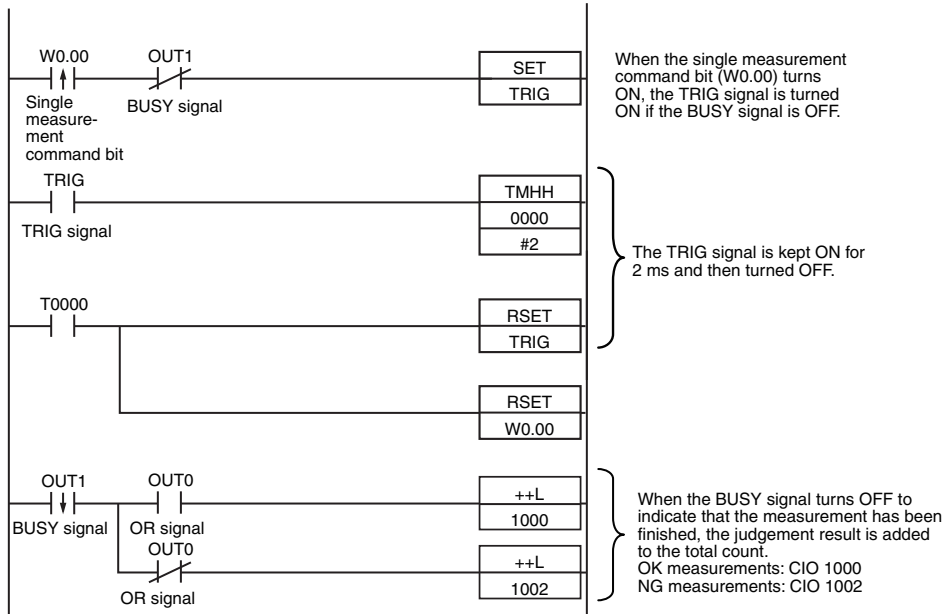 W0.00
OUT1
SET
TRIG
Single
measure-
ment
command bit
BUSY signal
When the single measurement
command bit (W0.00) turns
ON, the TRIG signal is turned
ON if the BUSY signal is OFF.
TRIG
TRIG signal
TMHH
0000
#2
The TRIG signal is kept ON for
2 ms and then turned OFF.
T0000
RSET
TRIG
RSET
W0.00
OUT1
BUSY signal
OUT0
OR signal
++L
1000
OUT0
OR signal
++L
1002
When the BUSY signal turns OFF to
indicate that the measurement has been
finished, the judgement result is added
to the total count.
OK measurements: CIO 1000
NG measurements: CIO 1002